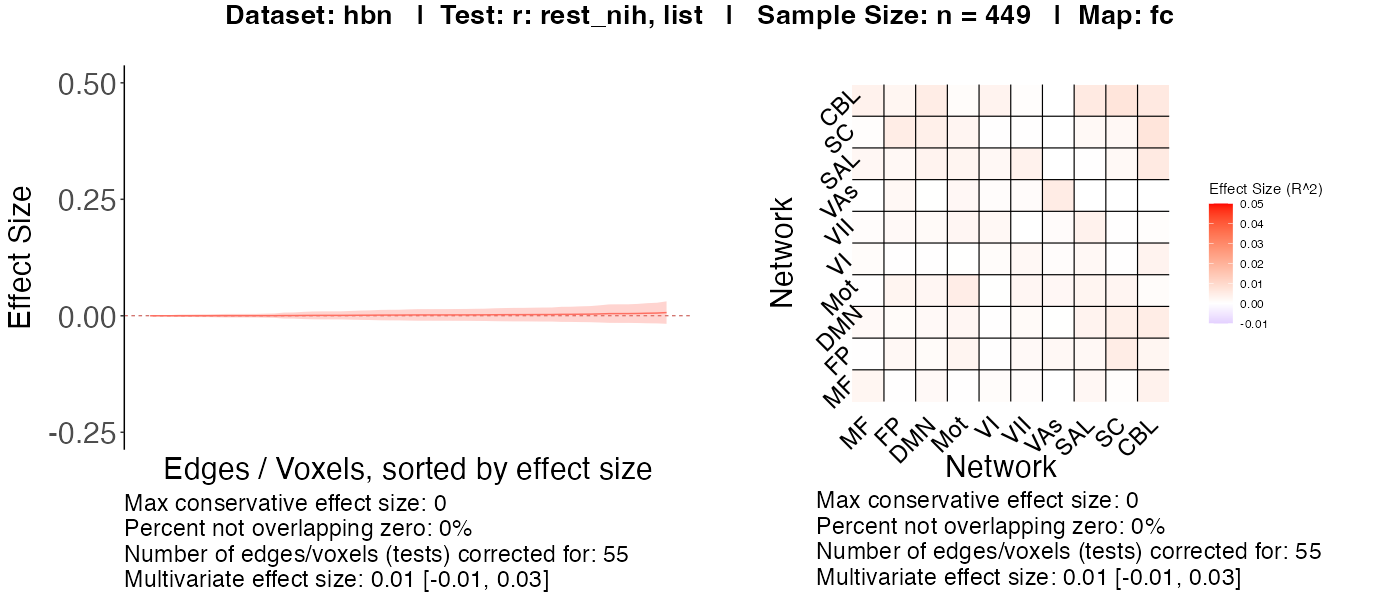 Dataset: hbn | Test: r: rest_nih, list | Sample Size: n = 449 | Map: fc
0.50
0.25
0.00
-0.25
Effect Size
Edges / Voxels, sorted by effect size
Max conservative effect size: 0
Percent not overlapping zero: 0%
Number of edges/voxels (tests) corrected for: 55
Multivariate effect size: 0.01 [-0.01, 0.03]
Network
CBL
SC
SAL
VAs
VII
VI
Mot
DMN
FP
MF
MF
FP
DMN
Mot
VI
VII
VAs
SAL
SC
CBL
Network
Effect Size (R^2)
0.05
0.04
0.03
0.02
0.01
0.00
-0.01
Max conservative effect size: 0
Percent not overlapping zero: 0%
Number of edges/voxels (tests) corrected for: 55
Multivariate effect size: 0.01 [-0.01, 0.03]